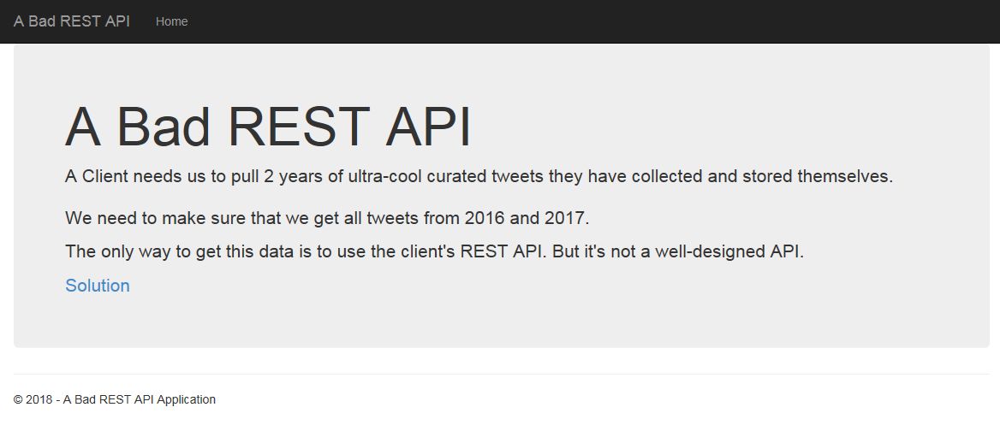 A Bad REST API Home
A Bad REST API
A Client needs us to pull 2 years of ultra-cool curated tweets they have collected and stored themselves.
We need to make sure that we get all tweets from 2016 and 2017.
The only way to get this data is to use the client's REST API. But it's not a well-designed API.
Solution
© 2018 - A Bad REST API Application